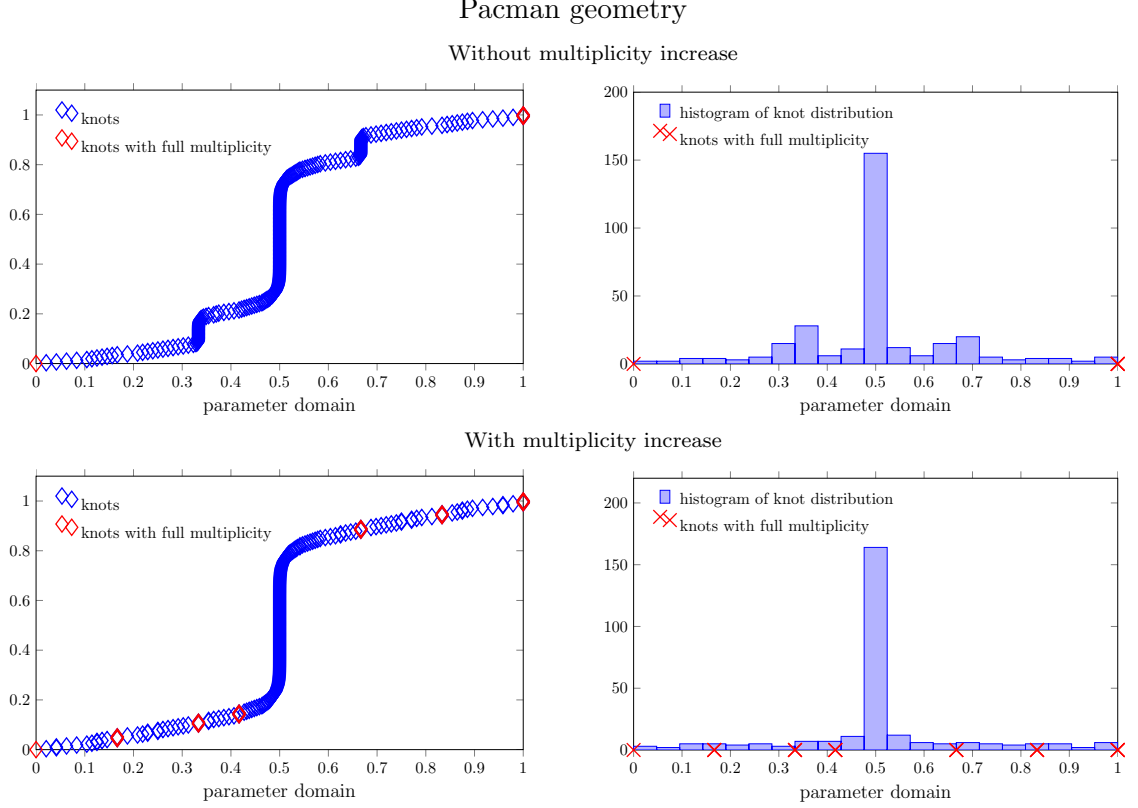 Pacman geometry
Without multiplicity increase
knots
knots with full multiplicity
1
0.8
0.6
0.4
0.2
0
0 0.1 0.2 0.3 0.4 0.5 0.6 0.7 0.8 0.9 1
parameter domain
histogram of knot distribution
knots with full multiplicity
200
150
100
50
0
0 0.1 0.2 0.3 0.4 0.5 0.6 0.7 0.8 0.9 1
parameter domain
With multiplicity increase
knots
knots with full multiplicity
1
0.8
0.6
0.4
0.2
0
0 0.1 0.2 0.3 0.4 0.5 0.6 0.7 0.8 0.9 1
parameter domain
histogram of knot distribution
knots with full multiplicity
200
150
100
50
0
0 0.1 0.2 0.3 0.4 0.5 0.6 0.7 0.8 0.9 1
parameter domain